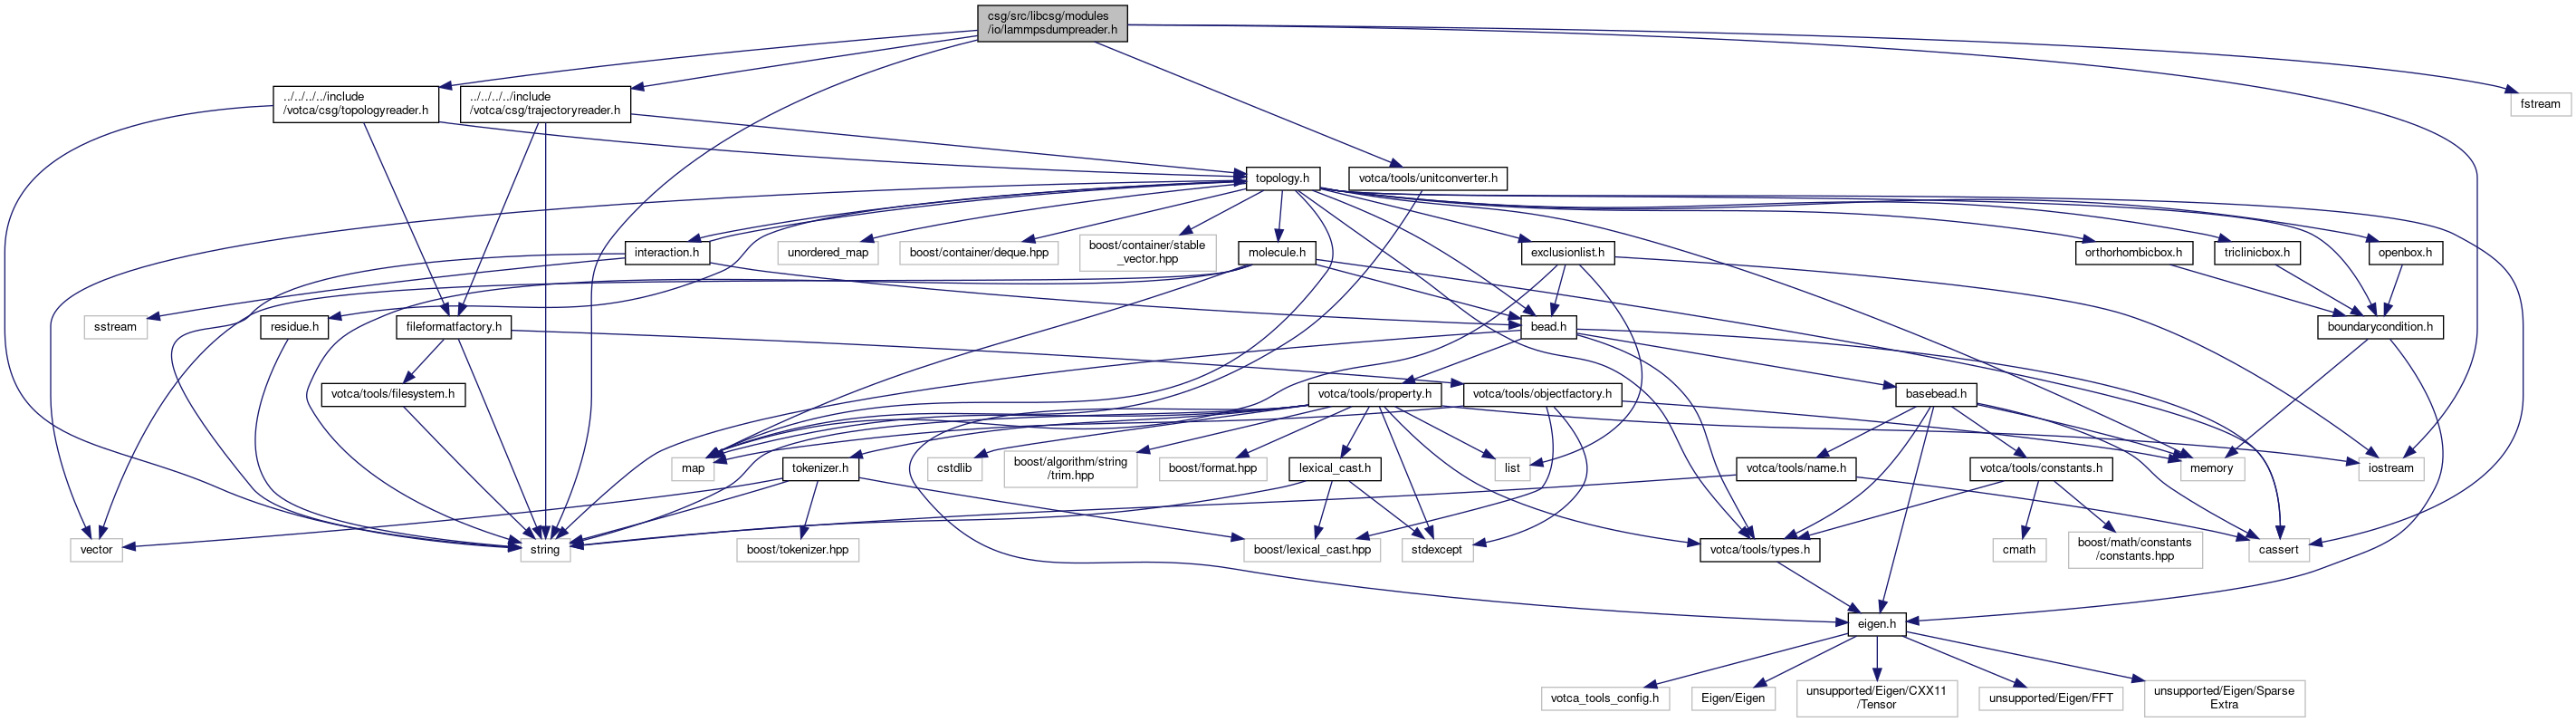 csg/src/libcsg/modules
/io/lammpsdumpreader.h
../../../../include
/votca/csg/topologyreader.h
../../../../include
/votca/csg/trajectoryreader.h
fstream
topology.h
votca/tools/unitconverter.h
interaction.h
unordered_map
boost/container/deque.hpp
boost/container/stable
_vector.hpp
molecule.h
exclusionlist.h
orthorhombicbox.h
triclinicbox.h
openbox.h
sstream
residue.h
fileformatfactory.h
bead.h
boundarycondition.h
votca/tools/filesystem.h
votca/tools/property.h
votca/tools/objectfactory.h
basebead.h
map
tokenizer.h
cstdlib
boost/algorithm/string
/trim.hpp
boost/format.hpp
lexical_cast.h
list
votca/tools/name.h
votca/tools/constants.h
memory
iostream
vector
string
boost/tokenizer.hpp
boost/lexical_cast.hpp
stdexcept
votca/tools/types.h
cmath
boost/math/constants
/constants.hpp
cassert
eigen.h
votca_tools_config.h
Eigen/Eigen
unsupported/Eigen/CXX11
/Tensor
unsupported/Eigen/FFT
unsupported/Eigen/Sparse
Extra